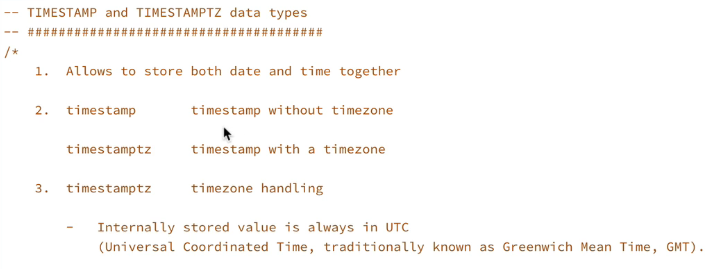 -- TIMESTAMP and TIMESTAMPTZ data types
-- ######################################
/*
1. Allows to store both date and time together
2. timestamp timestamp without timezone
timestamptz timestamp with a timezone
3. timestamptz timezone handling
- Internally stored value is always in UTC
(Universal Coordinated Time, traditionally known as Greenwich Mean Time, GMT).